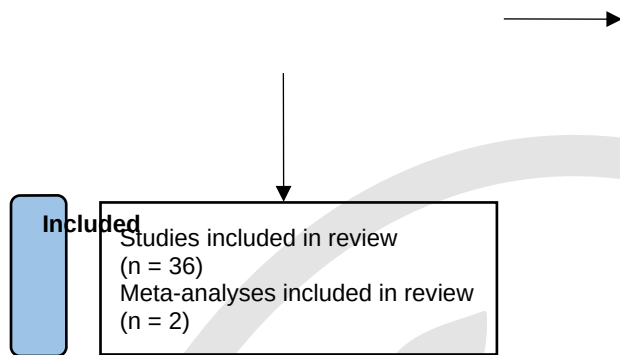 Included
Studies included in review
(n = 36)
Meta-analyses included in review
(n = 2)